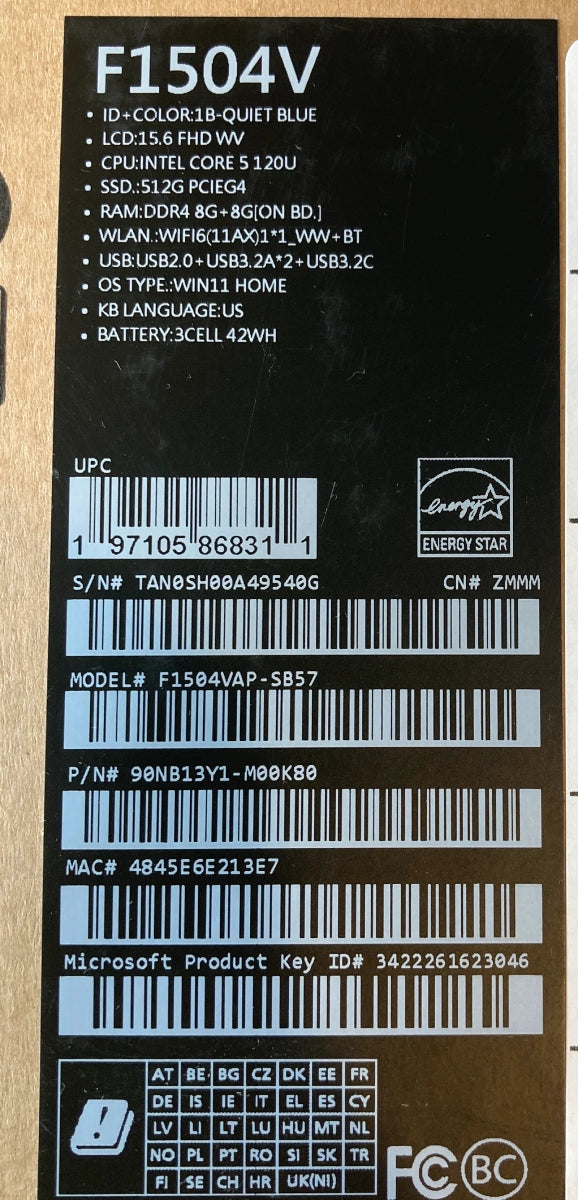 F1504V
• ID+COLOR:1B-QUIET BLUE
• LCD:15.6 FHD WV
• CPU:INTEL CORE 5 120U
• SSD.:512G PCIEG4
• RAM:DDR4 8G+8G[ON BD.]
• WLAN.:WIFI6(11AX)1*1_WW+BT
• USB:USB2.0+USB3.2A*2+USB3.2C
• OS TYPE.:WIN11 HOME
• KB LANGUAGE:US
• BATTERY:3CELL 42WH
UPC
1 97105 86831 1
energy
ENERGY STAR
S/N# TAN0SH00A49540G CN# ZMMM
MODEL# F1504VAP-SB57
P/N# 90NB13Y1-M00K80
MAC# 4845E6E213E7
Microsoft Product Key ID# 3422261623046
AT BE BG CZ DK EE FR
DE IS IE IT EL ES CY
LV LI LT LU HU MT NL
NO PL PT RO SI SK TR
FI SE CH HR UK(NI)
FC BC